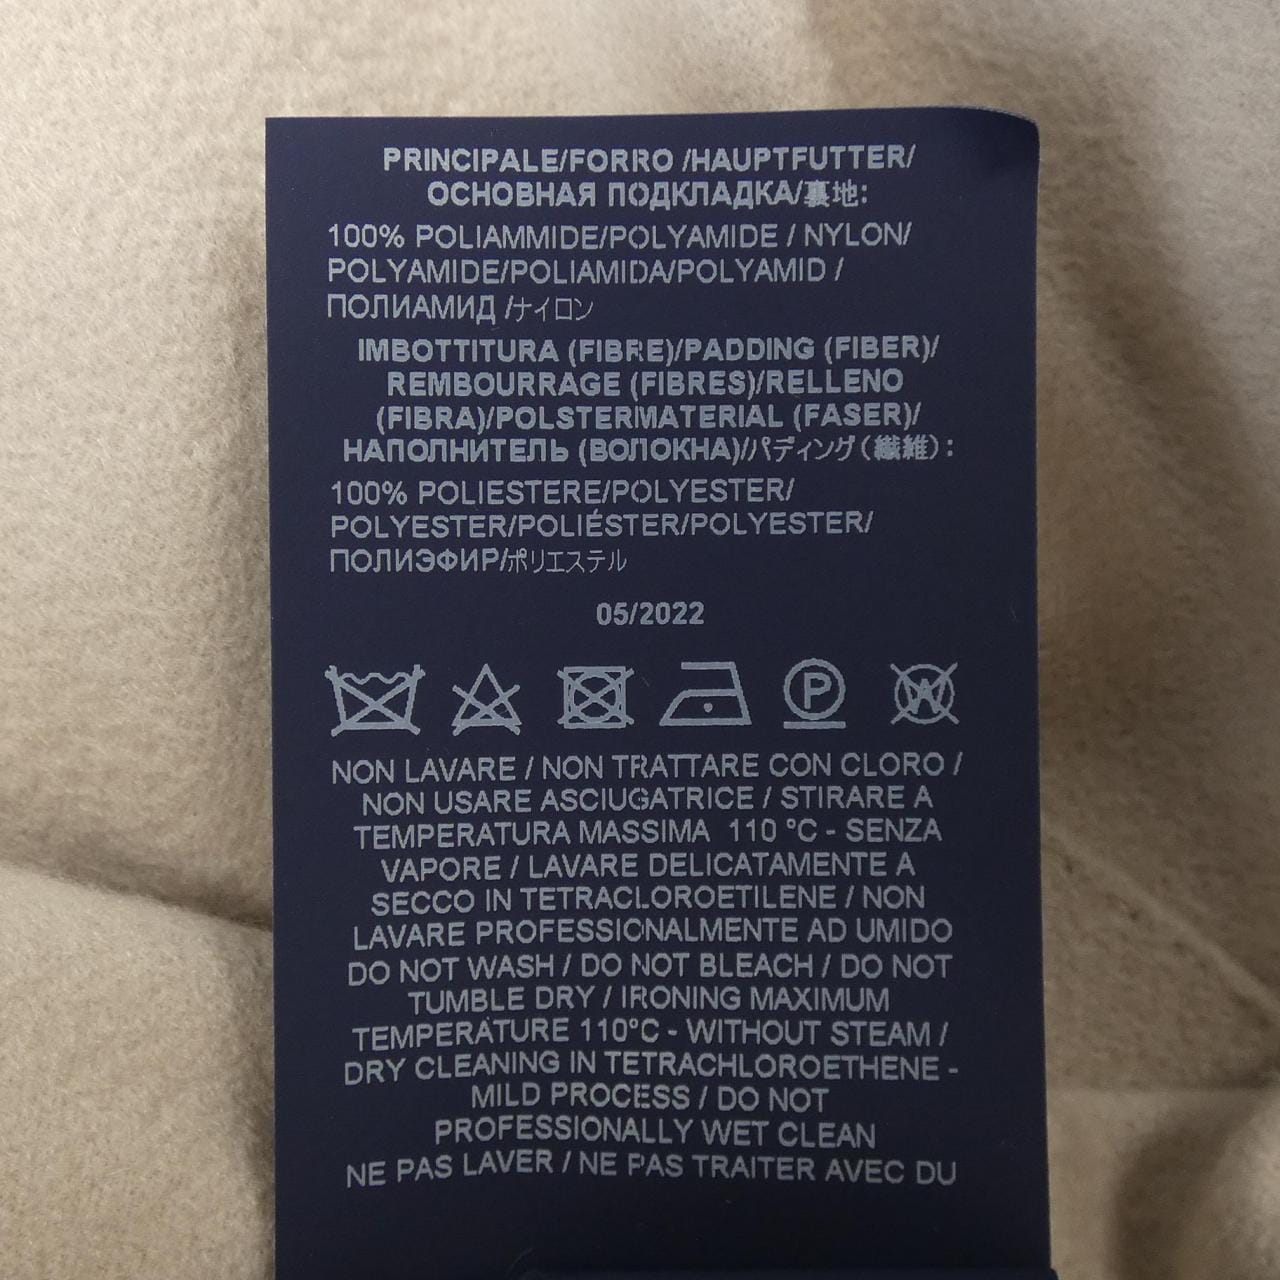 PRINCIPALE/FORRO /HAUPTFUTTER/
ОСНОВНАЯ ПОДКЛАДКА/裏地:
100% POLIAMMIDE/POLYAMIDE / NYLON/
POLYAMIDE/POLIAMIDA/POLYAMID /
ПОЛИАМИД /ナイロン
IMBOTTITURA (FIBRE)/PADDING (FIBER)/
REMBOURRAGE (FIBRES)/RELLENO
(FIBRA)/POLSTERMATERIAL (FASER)/
НАПОЛНИТЕЛЬ (ВОЛОКНА)/パディング(繊維):
100% POLIESTERE/POLYESTER/
POLYESTER/POLIÉSTER/POLYESTER/
ПОЛИЭФИР/ポリエステル
05/2022
P W
NON LAVARE / NON TRATTARE CON CLORO /
NON USARE ASCIUGATRICE / STIRARE A
TEMPERATURA MASSIMA 110 °C - SENZA
VAPORE / LAVARE DELICATAMENTE A
SECCO IN TETRACLOROETILENE / NON
LAVARE PROFESSIONALMENTE AD UMIDO
DO NOT WASH / DO NOT BLEACH / DO NOT
TUMBLE DRY / IRONING MAXIMUM
TEMPERATURE 110°C - WITHOUT STEAM /
DRY CLEANING IN TETRACHLOROETHENE -
MILD PROCESS / DO NOT
PROFESSIONALLY WET CLEAN
NE PAS LAVER / NE PAS TRAITER AVEC DU